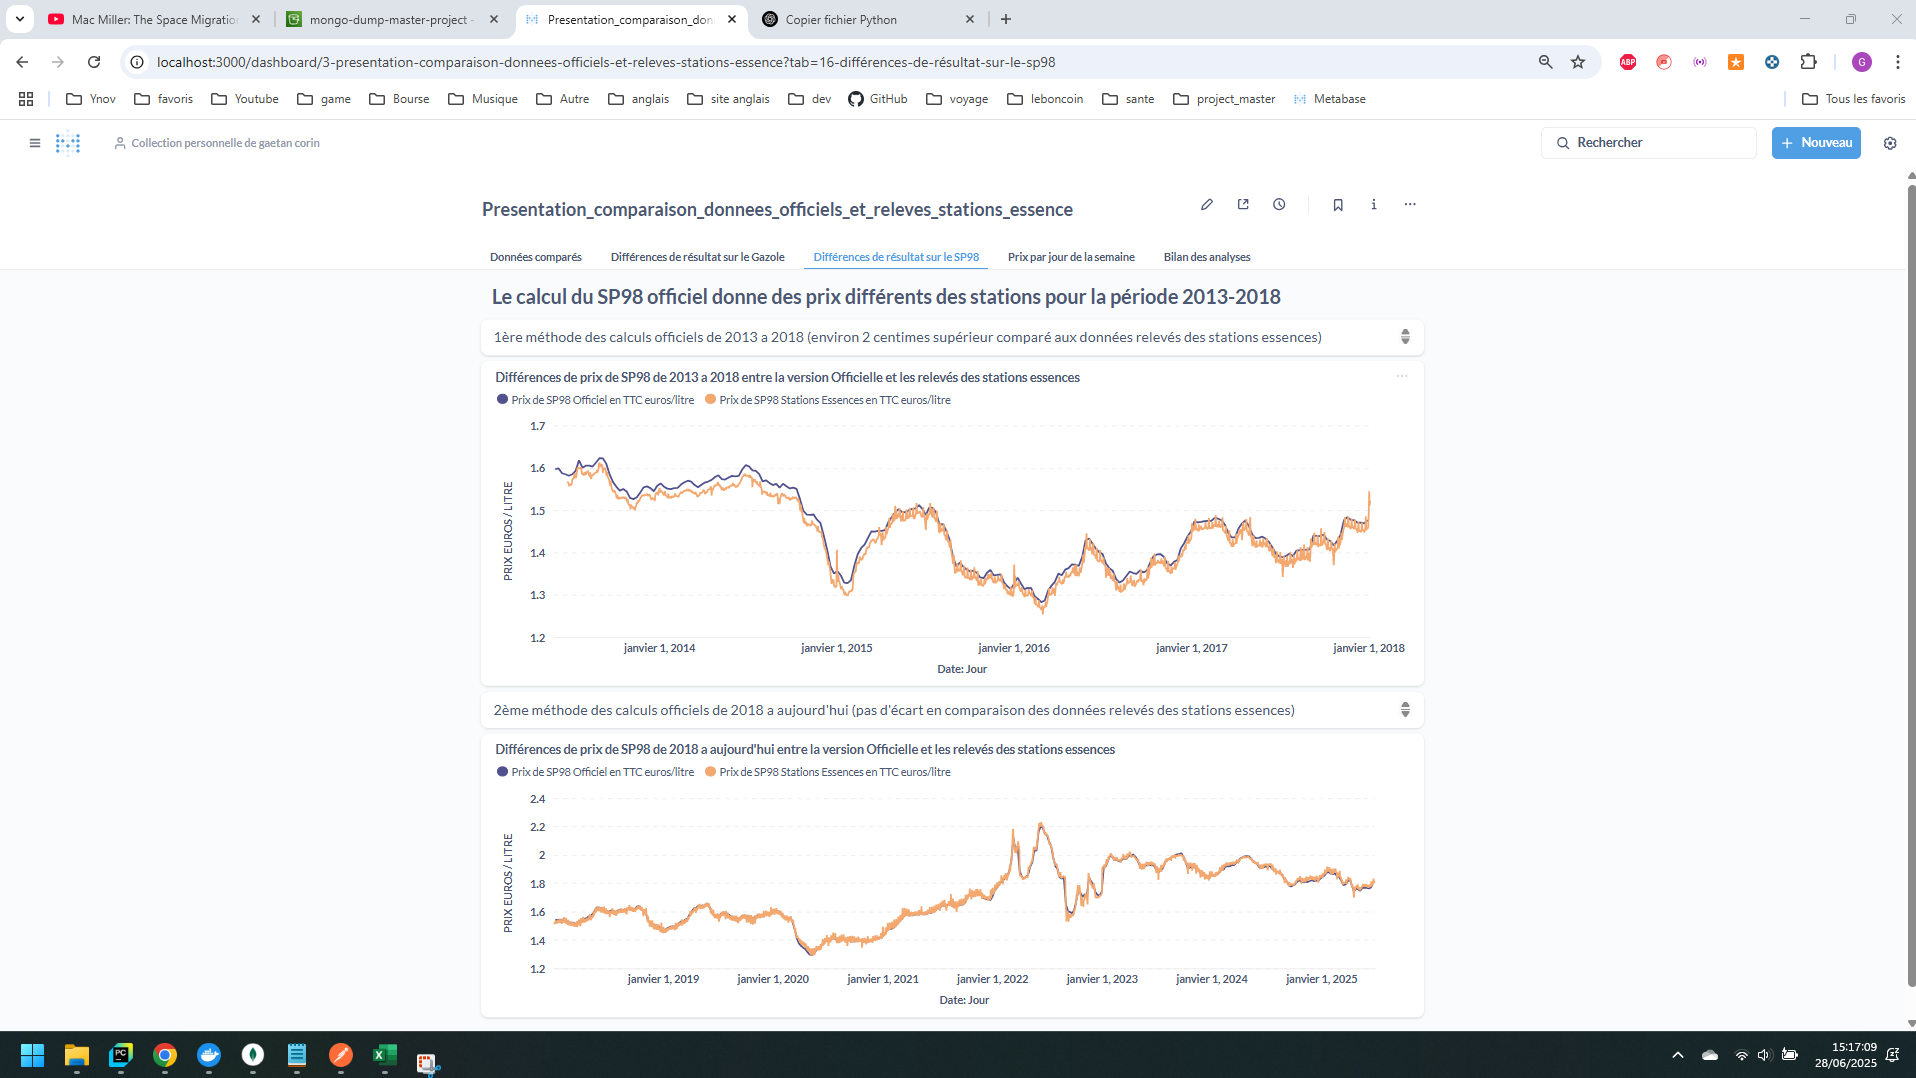 Mac Miller: The Space Migratio
mongo-dump-master-project -
Presentation_comparaison_don
Copier fichier Python
localhost:3000/dashboard/3-presentation-comparaison-donnees-officiels-et-releves-stations-essence?tab=16-différences-de-résultat-sur-le-sp98
ABP
G
Ynov
favoris
Youtube
game
Bourse
Musique
Autre
anglais
site anglais
dev
GitHub
voyage
leboncoin
sante
project_master
Metabase
Tous les favoris
Collection personnelle de gaetan corin
Rechercher
+ Nouveau
Presentation_comparaison_donnees_officiels_et_releves_stations_essence
Données comparés
Différences de résultat sur le Gazole
Différences de résultat sur le SP98
Prix par jour de la semaine
Bilan des analyses
Le calcul du SP98 officiel donne des prix différents des stations pour la période 2013-2018
1ère méthode des calculs officiels de 2013 a 2018 (environ 2 centimes supérieur comparé aux données relevés des stations essences)
Différences de prix de SP98 de 2013 a 2018 entre la version Officielle et les relevés des stations essences
Prix de SP98 Officiel en TTC euros/litre
Prix de SP98 Stations Essences en TTC euros/litre
PRIX EUROS / LITRE
1.7
1.6
1.5
1.4
1.3
1.2
janvier 1, 2014
janvier 1, 2015
janvier 1, 2016
janvier 1, 2017
janvier 1, 2018
Date: Jour
2ème méthode des calculs officiels de 2018 a aujourd'hui (pas d'écart en comparaison des données relevés des stations essences)
Différences de prix de SP98 de 2018 a aujourd'hui entre la version Officielle et les relevés des stations essences
Prix de SP98 Officiel en TTC euros/litre
Prix de SP98 Stations Essences en TTC euros/litre
PRIX EUROS / LITRE
2.4
2.2
2
1.8
1.6
1.4
1.2
janvier 1, 2019
janvier 1, 2020
janvier 1, 2021
janvier 1, 2022
janvier 1, 2023
janvier 1, 2024
janvier 1, 2025
Date: Jour
PC
X
15:17:09
28/06/2025